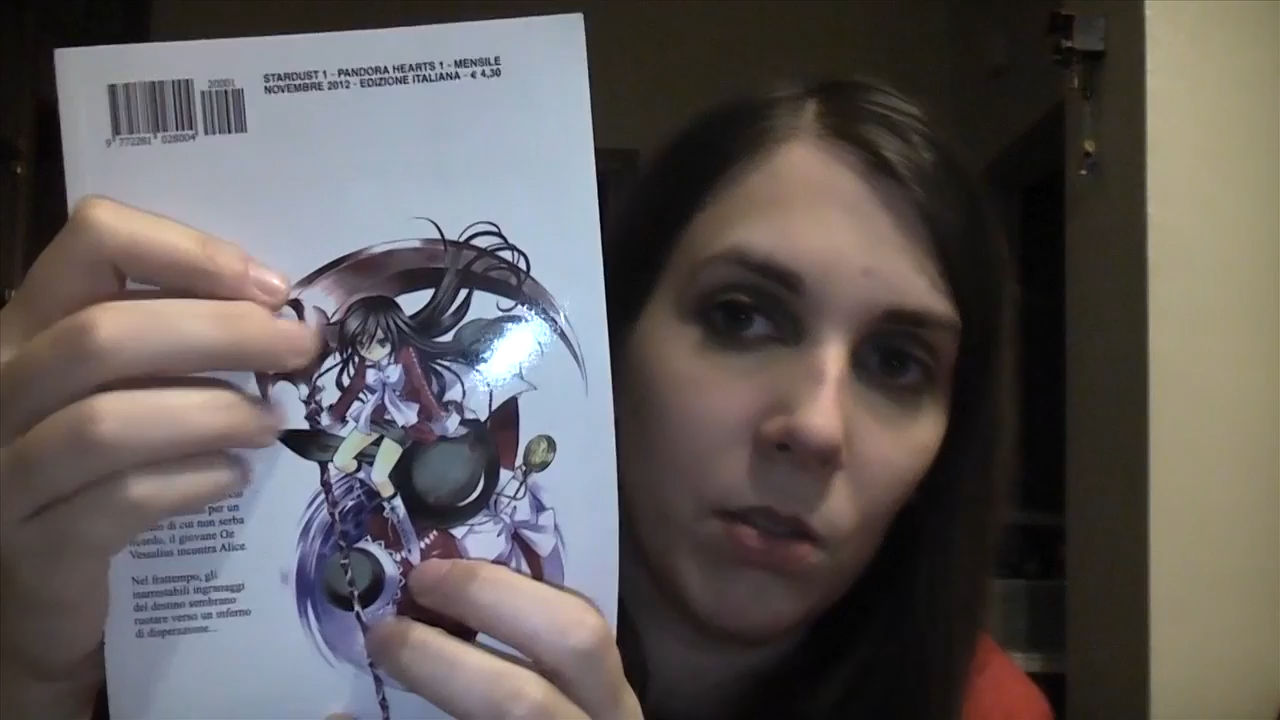 20001
STARDUST 1 - PANDORA HEARTS 1 - MENSILE
NOVEMBRE 2012 - EDIZIONE ITALIANA - € 4,30
9 772281 028004
per un
di cui non serba
il giovane Oz
Vessalius incontra Alice.
Nel frattempo, gli
inarrestabili ingranaggi
del destino sembrano
ruotare verso un inferno
di disperazione...